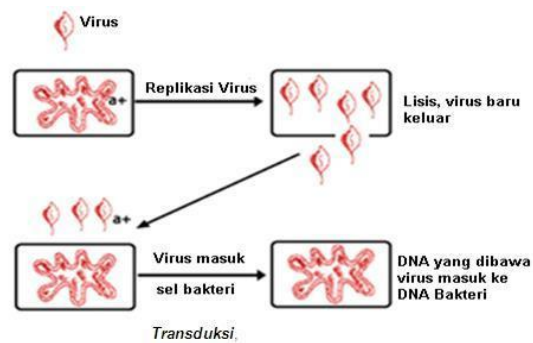 Virus
a+
Replikasi Virus
Lisis, virus baru
keluar
a+
Virus masuk
sel bakteri
DNA yang dibawa
virus masuk ke
DNA Bakteri
Transduksi,